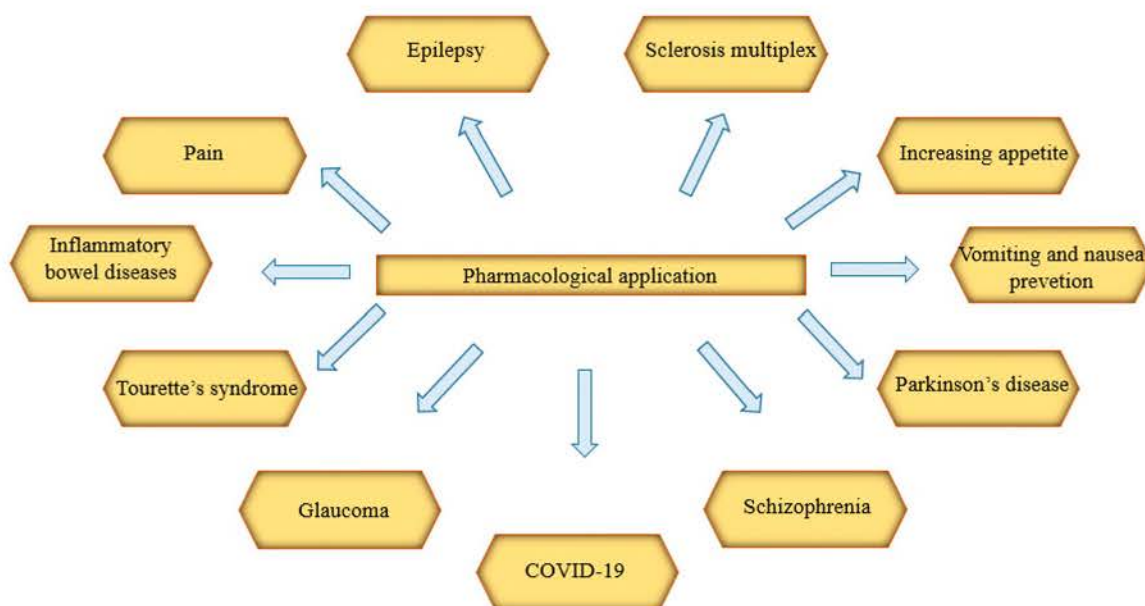 Epilepsy
Sclerosis multiplex
Pain
Increasing appetite
Inflammatory
bowel diseases
Pharmacological application
Vomiting and nausea
prevetion
Tourette’s syndrome
Parkinson’s disease
Glaucoma
Schizophrenia
COVID-19